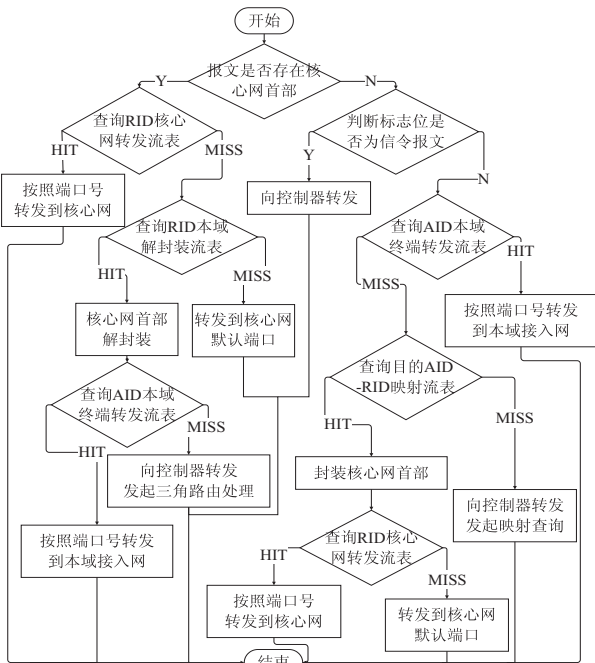 开始
报文是否存在核
心网首部
Y
N
查询RID核心
网转发流表
判断标志位是
否为信令报文
HIT
MISS
Y
N
按照端口号
转发到核心网
向控制器转发
查询RID本域
解封装流表
查询AID本域
终端转发流表
HIT
MISS
MISS
HIT
核心网首部
解封装
转发到核心网
默认端口
按照端口号转发
到本域接入网
查询AID本域
终端转发流表
查询目的AID
-RID映射流表
HIT
MISS
HIT
MISS
向控制器转发
发起三角路由处理
封装核心网首部
向控制器转发
发起映射查询
按照端口号转发
到本域接入网
查询RID核心
网转发流表
HIT
MISS
按照端口号
转发到核心网
转发到核心网
默认端口
结束